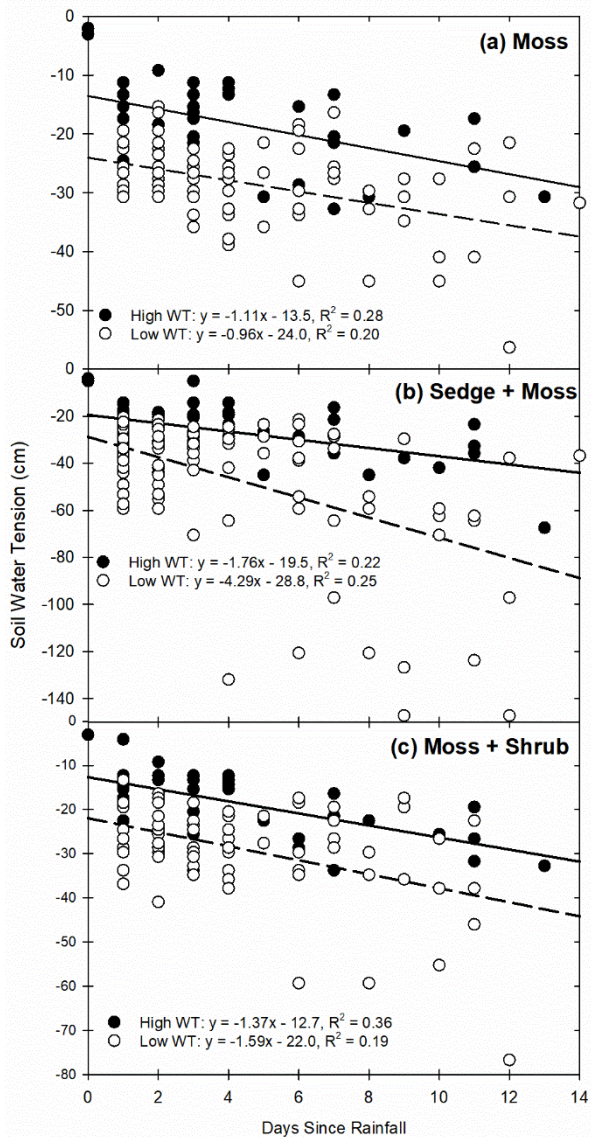 0
(a) Moss
-10
-20
-30
-40
-50
High WT: y = -1.11x - 13.5, R² = 0.28
Low WT: y = -0.96x - 24.0, R² = 0.20
0
(b) Sedge + Moss
-20
-40
-60
-80
-100
-120
-140
High WT: y = -1.76x - 19.5, R² = 0.22
Low WT: y = -4.29x - 28.8, R² = 0.25
Soil Water Tension (cm)
0
(c) Moss + Shrub
-10
-20
-30
-40
-50
-60
-70
-80
High WT: y = -1.37x - 12.7, R² = 0.36
Low WT: y = -1.59x - 22.0, R² = 0.19
0 2 4 6 8 10 12 14
Days Since Rainfall